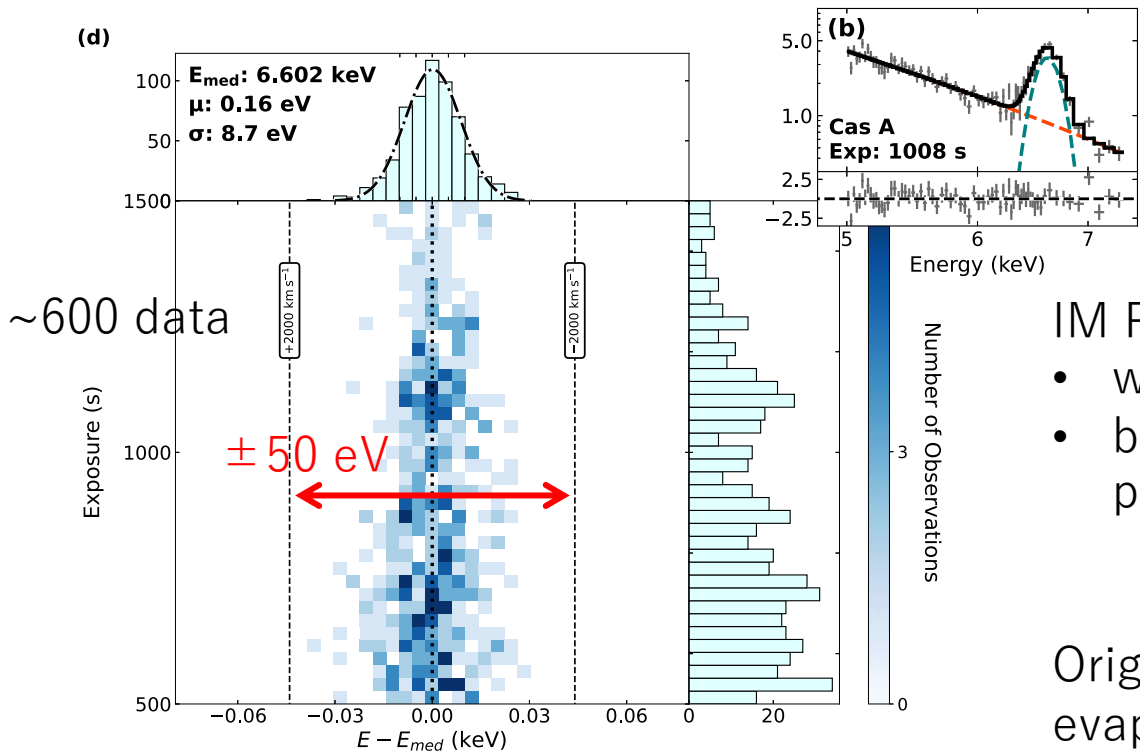 (d)
E_med: 6.602 keV
μ: 0.16 eV
σ: 8.7 eV
100
50
1500
1000
500
Exposure (s)
~600 data
+2000 km s⁻¹
−2000 km s⁻¹
±50 eV
−0.06
−0.03
0.00
0.03
0.06
E − E_med (keV)
0
20
3
0
Number of Observations
(b)
5.0
1.0
Cas A
Exp: 1008 s
2.5
−2.5
5
6
7
Energy (keV)
IM
• w
• b
p
Orig
evap